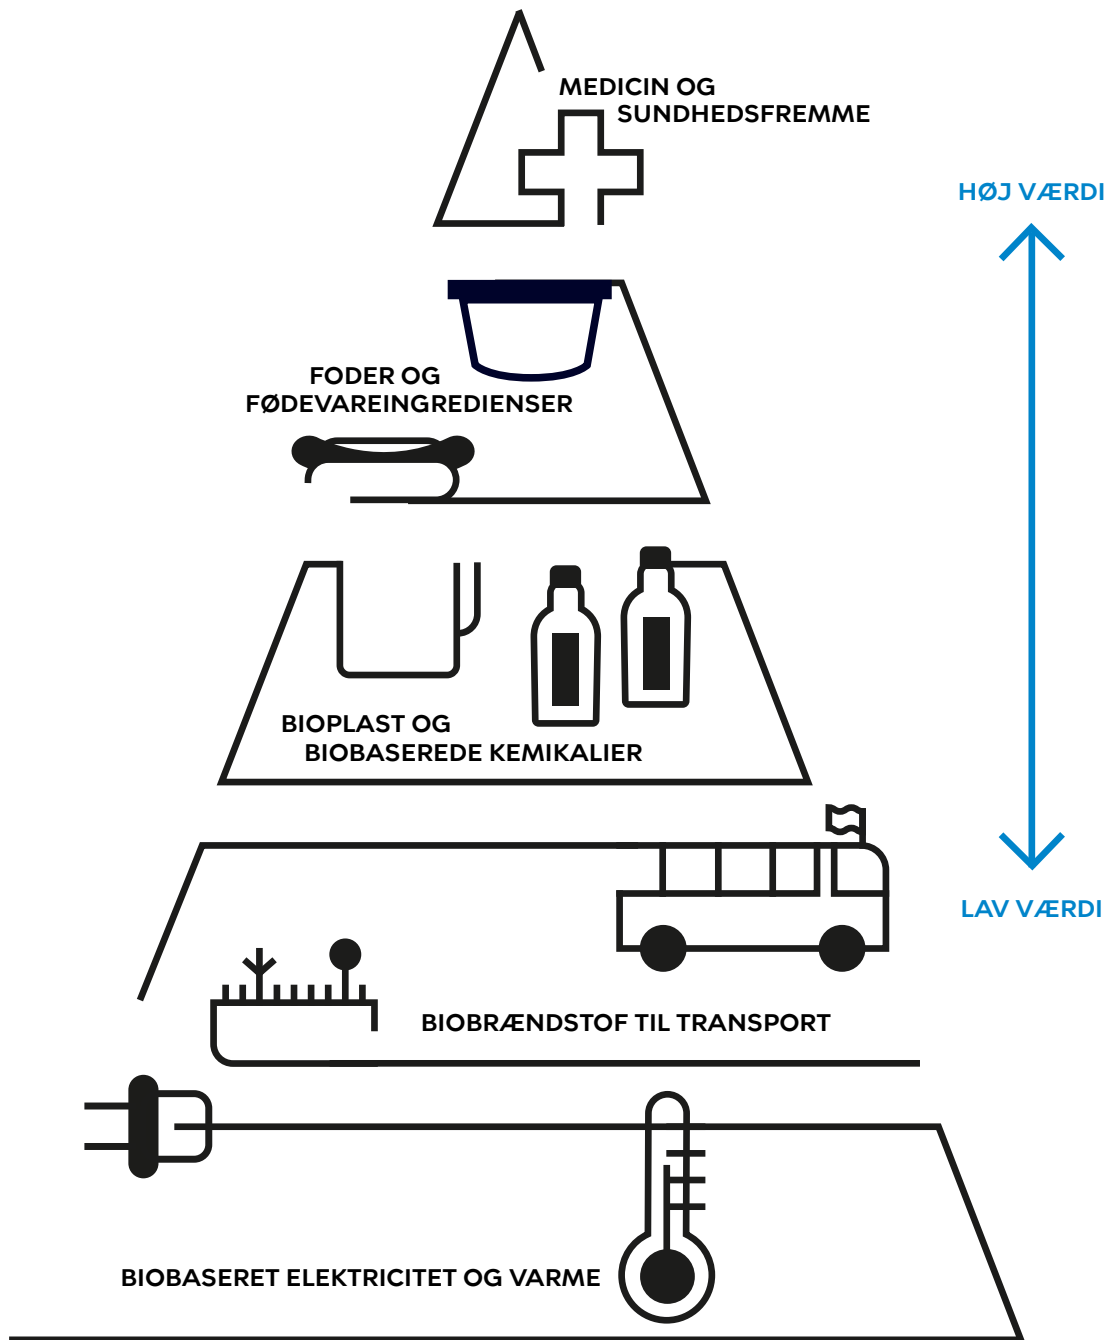 MEDICIN OG
SUNDHEDSFREMME
HØJ VÆRDI
FODER OG
FØDEVAREINGREDIENSER
BIOPLAST OG
BIOBASEREDE KEMIKALIER
LAV VÆRDI
BIOBRÆNDSTOF TIL TRANSPORT
BIOBASERET ELEKTRICITET OG VARME